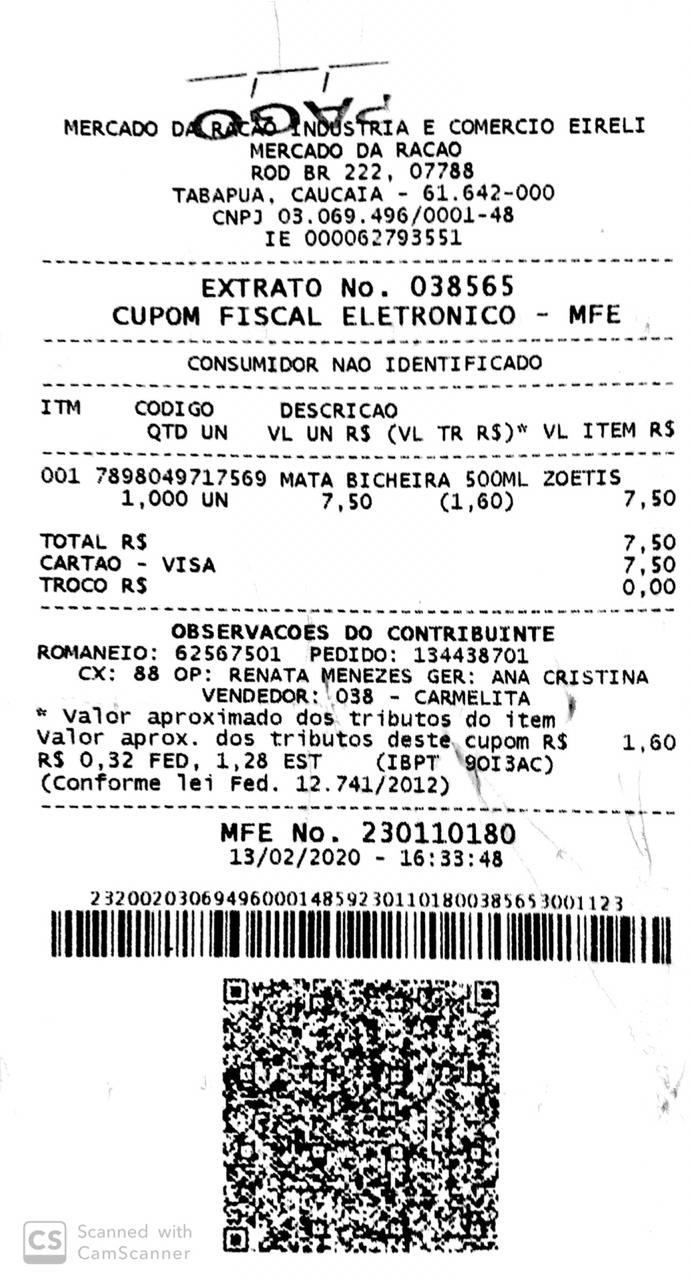 PAGO
MERCADO DA RACAO INDUSTRIA E COMERCIO EIRELI
MERCADO DA RACAO
ROD BR 222, 07788
TABAPUA, CAUCAIA - 61.642-000
CNPJ 03.069.496/0001-48
IE 000062793551
EXTRATO No. 038565
CUPOM FISCAL ELETRONICO - MFE
CONSUMIDOR NAO IDENTIFICADO
ITM CODIGO DESCRICAO
QTD UN VL UN R$ (VL TR R$)* VL ITEM R$
001 7898049717569 MATA BICHEIRA 500ML ZOETIS
1,000 UN 7,50 (1,60) 7,50
TOTAL R$ 7,50
CARTAO - VISA 7,50
TROCO R$ 0,00
OBSERVACOES DO CONTRIBUINTE
ROMANEIO: 62567501 PEDIDO: 134438701
CX: 88 OP: RENATA MENEZES GER: ANA CRISTINA
VENDEDOR: 038 - CARMELITA
* Valor aproximado dos tributos do item
Valor aprox. dos tributos deste cupom R$ 1,60
R$ 0,32 FED, 1,28 EST (IBPT 9OI3AC)
(Conforme lei Fed. 12.741/2012)
MFE No. 230110180
13/02/2020 - 16:33:48
23200203069496000148592301101800385653001123
CS Scanned with
CamScanner